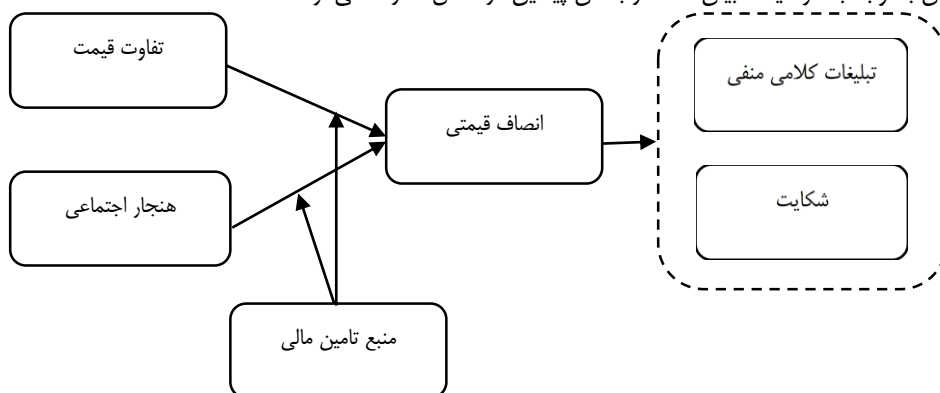 تفاوت قیمت
تبلیغات کلامی منفی
انصاف قیمتی
هنجار اجتماعی
شکایت
منبع تامین مالی